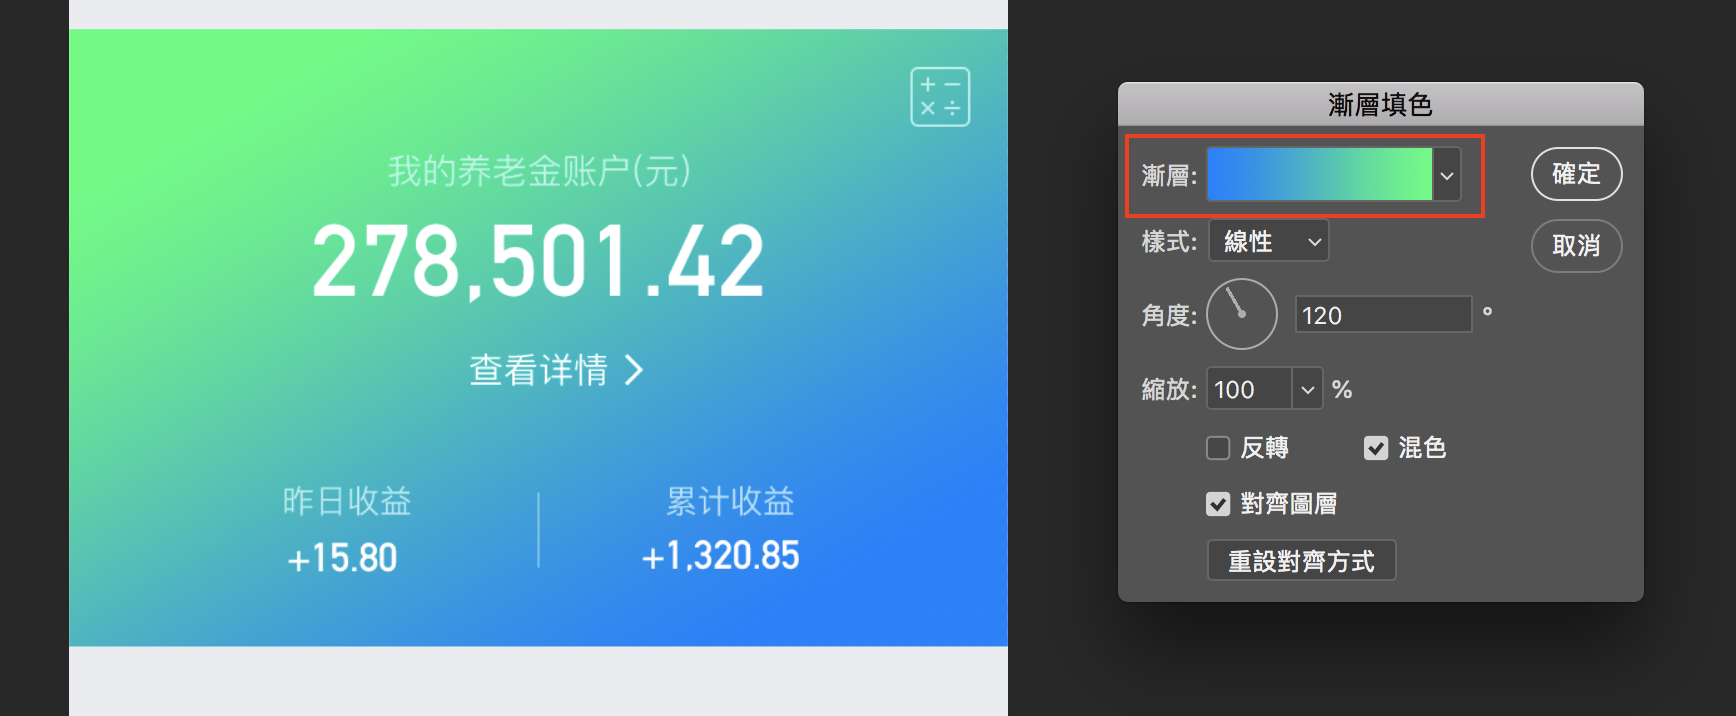 我的养老金账户(元)
278,501.42
查看详情
昨日收益
累计收益
+15.80
+1,320.85
漸層填色
漸層:
確定
樣式: 線性
取消
角度: 120 °
縮放: 100 %
反轉
混色
對齊圖層
重設對齊方式